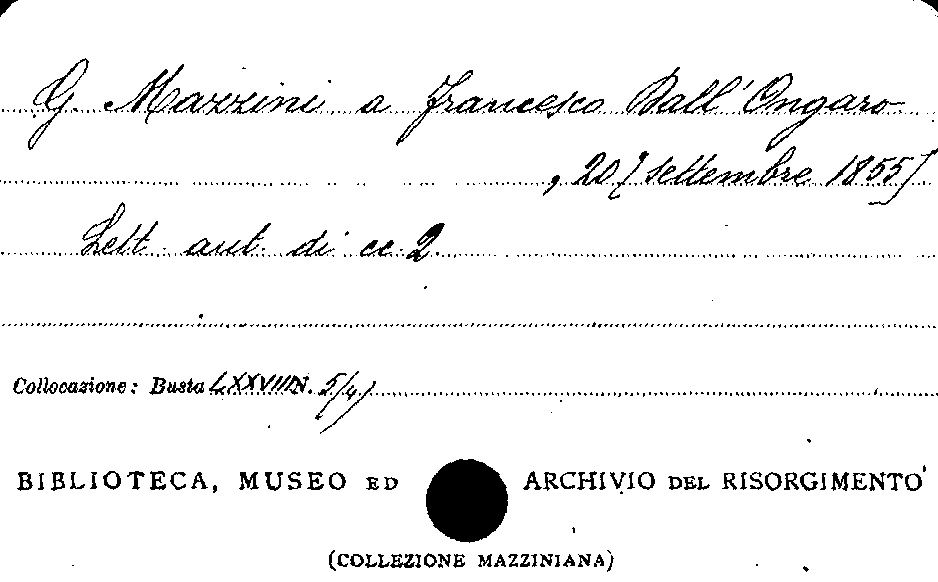 G. Mazzini a Francesco Dall'Ongaro
, 20 [settembre 1855]
Lett. aut. di cc. 2.
Collocazione: Busta LXXVIII N. 5/4)
BIBLIOTECA, MUSEO ED ARCHIVIO DEL RISORGIMENTO
(COLLEZIONE MAZZINIANA)